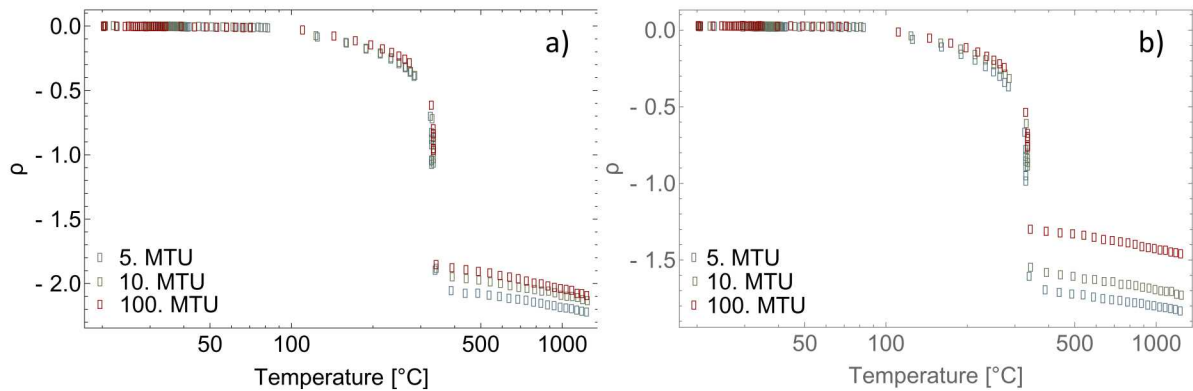 a)
0.0
- 0.5
- 1.0
- 1.5
- 2.0
ρ
5. MTU
10. MTU
100. MTU
50 100 500 1000
Temperature [°C]
b)
0.0
- 0.5
- 1.0
- 1.5
ρ
5. MTU
10. MTU
100. MTU
50 100 500 1000
Temperature [°C]